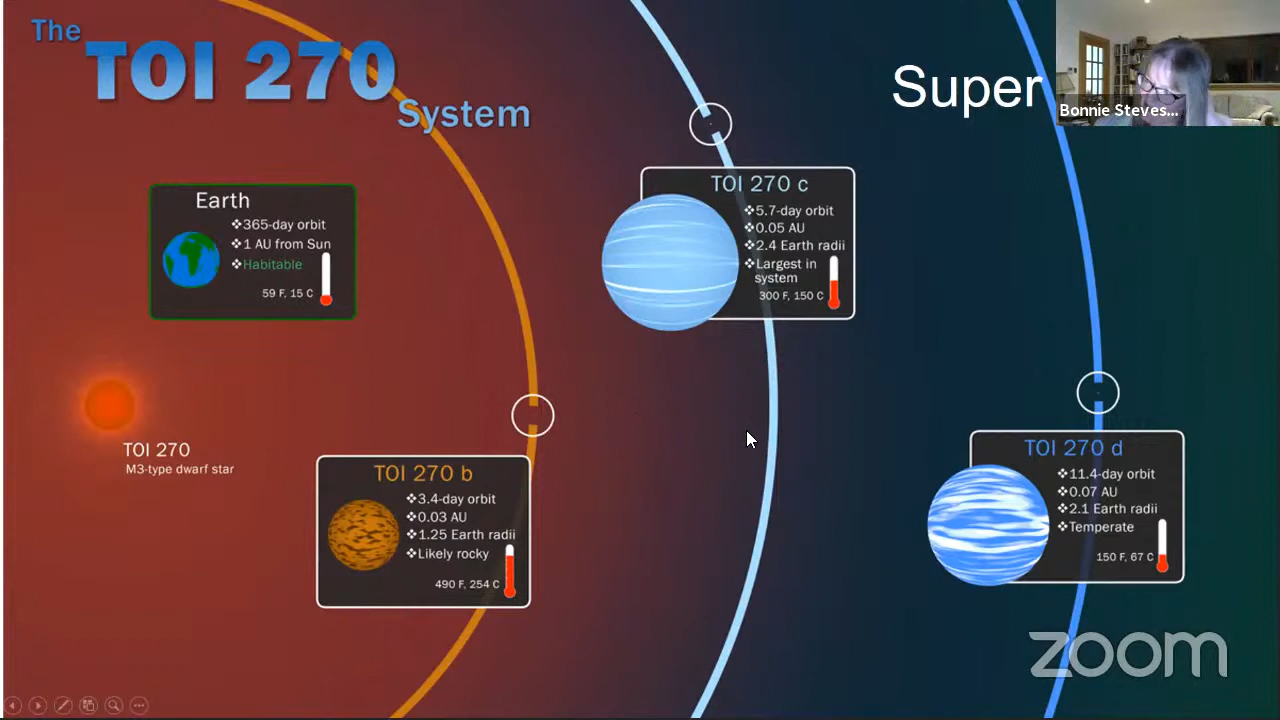 The
TOI 270
System
Super
Bonnie Steves...
Earth
❖365-day orbit
❖1 AU from Sun
❖Habitable
59 F, 15 C
TOI 270 c
❖5.7-day orbit
❖0.05 AU
❖2.4 Earth radii
❖Largest in
system
300 F, 150 C
TOI 270
M3-type dwarf star
TOI 270 b
❖3.4-day orbit
❖0.03 AU
❖1.25 Earth radii
❖Likely rocky
490 F, 254 C
TOI 270 d
❖11.4-day orbit
❖0.07 AU
❖2.1 Earth radii
❖Temperate
150 F, 67 C
zoom